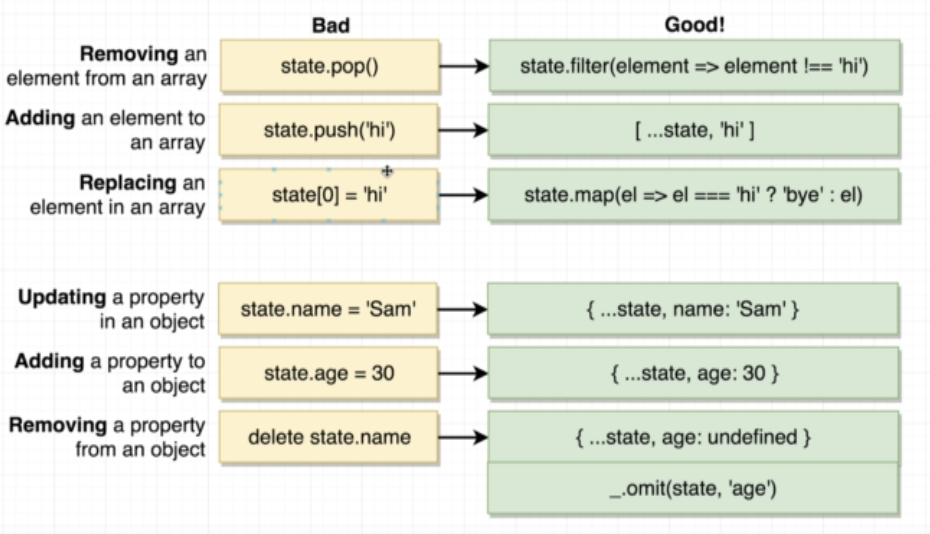 Bad Good!
Removing an
element from an array
state.pop() state.filter(element => element !== 'hi')
Adding an element to
an array
state.push('hi') [ ...state, 'hi' ]
Replacing an
element in an array
state[0] = 'hi' state.map(el => el === 'hi' ? 'bye' : el)
Updating a property
in an object
state.name = 'Sam' { ...state, name: 'Sam' }
Adding a property to
an object
state.age = 30 { ...state, age: 30 }
Removing a property
from an object
delete state.name { ...state, age: undefined }
_.omit(state, 'age')